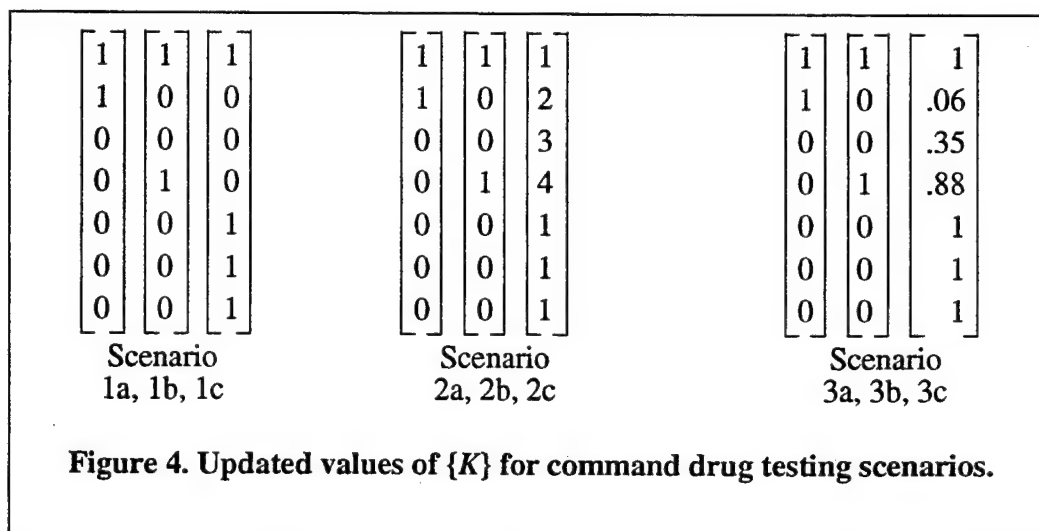 1 1 1 1 1 1 1 1 1
1 0 0 1 0 2 1 0 .06
0 0 0 0 0 3 0 0 .35
0 1 0 0 1 4 0 1 .88
0 0 1 0 0 1 0 0 1
0 0 1 0 0 1 0 0 1
0 0 1 0 0 1 0 0 1
Scenario Scenario Scenario
1a, 1b, 1c 2a, 2b, 2c 3a, 3b, 3c
Figure 4. Updated values of {K} for command drug testing scenarios.